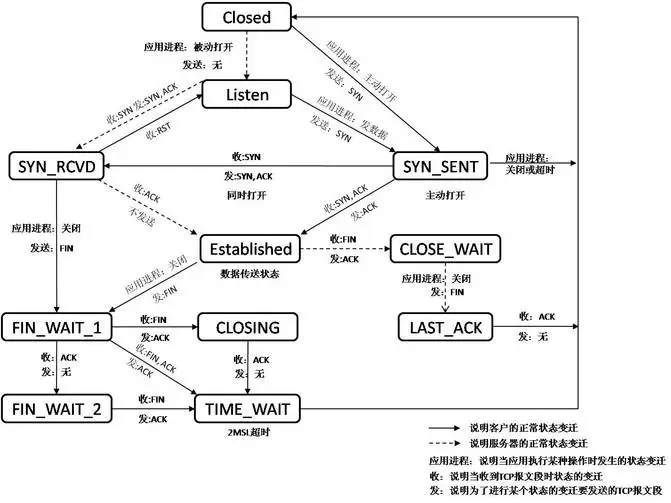 Closed
应用进程：被动打开
发送：无
应用进程：主动打开
发送：SYN
Listen
收:SYN 发:SYN, ACK
收:RST
应用进程：发数据
发送：SYN
SYN_RCVD
收:SYN
发:SYN, ACK
同时打开
SYN_SENT
主动打开
应用进程：
关闭或超时
收:ACK
不发送
收:SYN, ACK
发:ACK
应用进程：关闭
发送：FIN
Established
数据传送状态
收:FIN
发:ACK
CLOSE_WAIT
应用进程：关闭
发:FIN
应用进程：关闭
发：FIN
FIN_WAIT_1
收:FIN
发:ACK
CLOSING
LAST_ACK
收：ACK
发：无
收：ACK
发：无
收:FIN, ACK
发:ACK
收：ACK
发：无
FIN_WAIT_2
收:FIN
发:ACK
TIME_WAIT
2MSL超时
说明客户的正常状态变迁
说明服务器的正常状态变迁
应用进程：说明当应用执行某种操作时发生的状态变迁
收：说明当收到TCP报文段时状态的变迁
发：说明为了进行某个状态的变迁要发送的TCP报文段